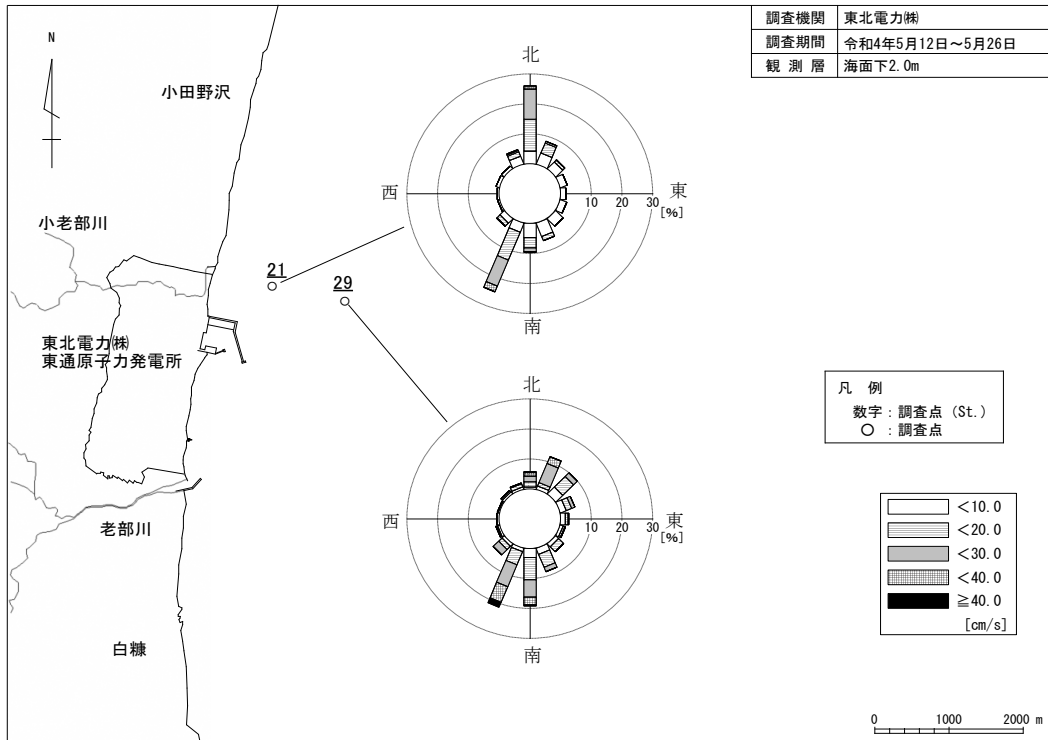 調査機関 東北電力㈱
調査期間 令和4年5月12日～5月26日
観測層 海面下2.0m
N
小田野沢
小老部川
21
29
東北電力㈱
東通原子力発電所
老部川
白糠
北
西
東
10 20 30
[%]
南
北
西
東
10 20 30
[%]
南
凡 例
数字：調査点 (St.)
○ ：調査点
＜10.0
＜20.0
＜30.0
＜40.0
≧40.0
[cm/s]
0 1000 2000 m